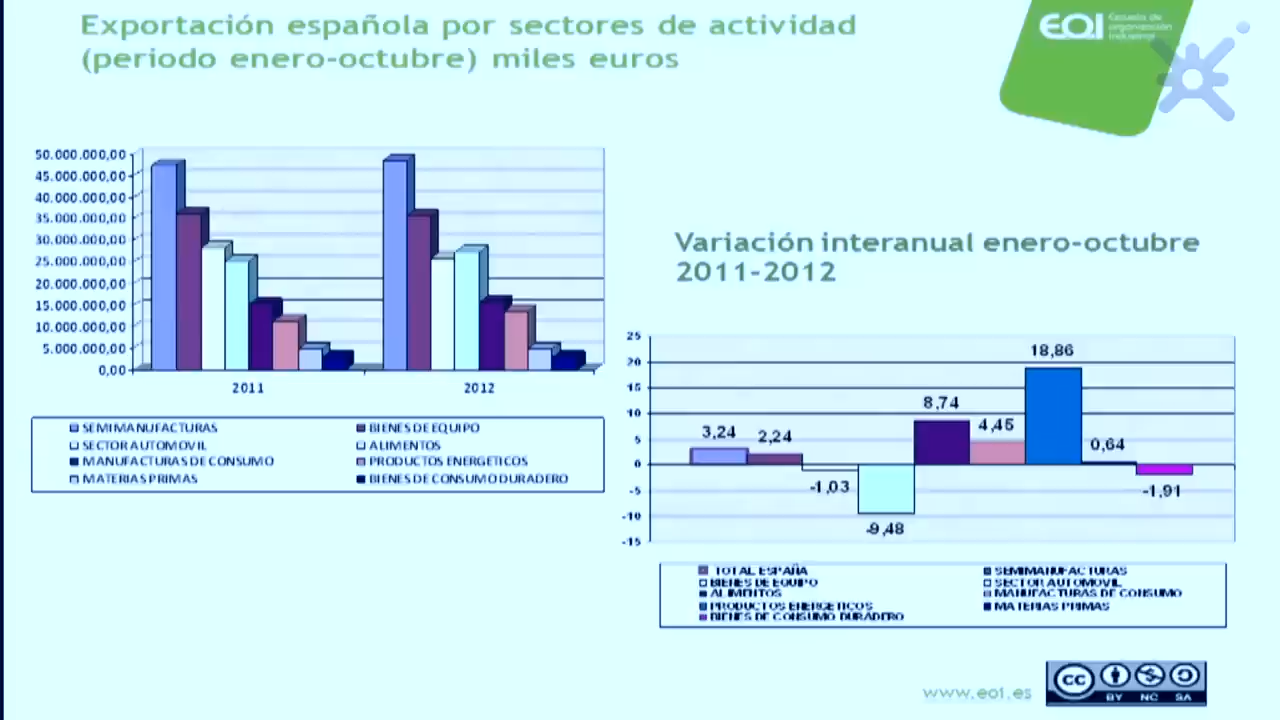 Exportación española por sectores de actividad
(periodo enero-octubre) miles euros
EOI Escuela de
organización
industrial
50.000.000,00
45.000.000,00
40.000.000,00
35.000.000,00
30.000.000,00
25.000.000,00
20.000.000,00
15.000.000,00
10.000.000,00
5.000.000,00
0,00
2011 2012
SEMIMANUFACTURAS BIENES DE EQUIPO
SECTOR AUTOMOVIL ALIMENTOS
MANUFACTURAS DE CONSUMO PRODUCTOS ENERGETICOS
MATERIAS PRIMAS BIENES DE CONSUMO DURADERO
Variación interanual enero-octubre
2011-2012
25
20
15
10
5
0
-5
-10
-15
3,24
2,24
-1,03
-9,48
8,74
4,45
18,86
0,64
-1,91
TOTAL ESPAÑA SEMIMANUFACTURAS
BIENES DE EQUIPO SECTOR AUTOMOVIL
ALIMENTOS MANUFACTURAS DE CONSUMO
PRODUCTOS ENERGETICOS MATERIAS PRIMAS
BIENES DE CONSUMO DURADERO
www.eoi.es
CC BY NC SA